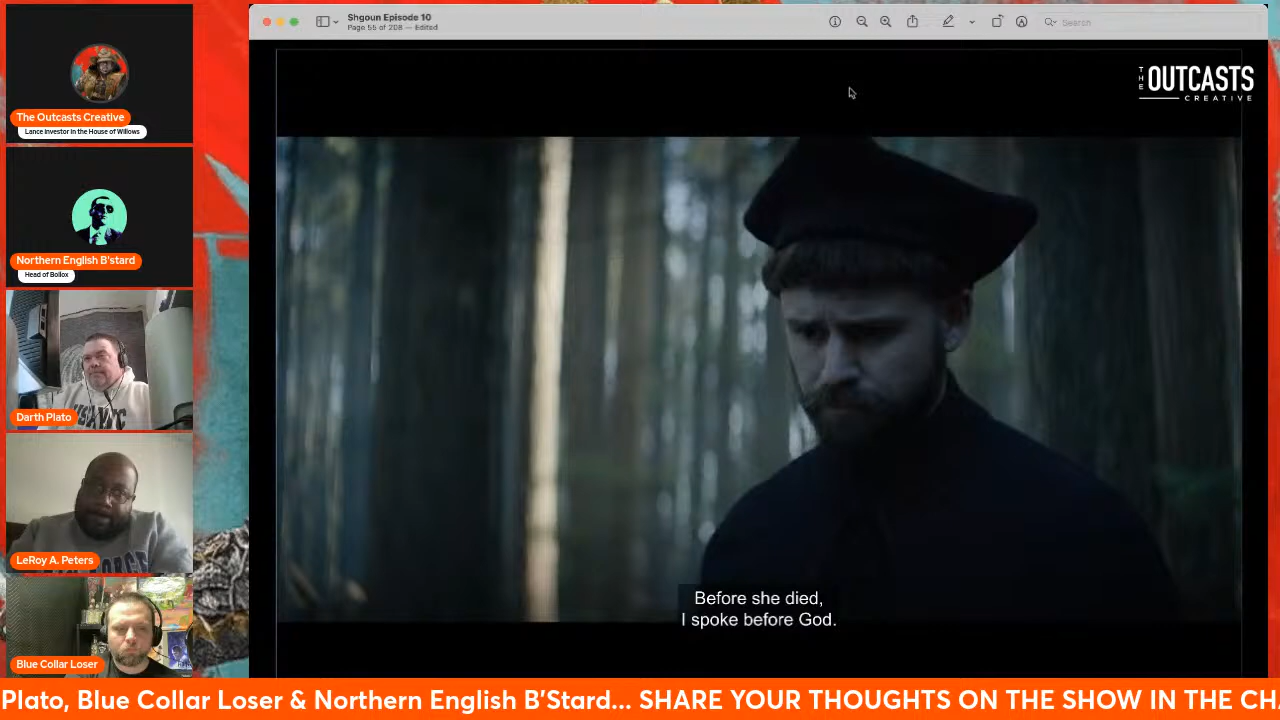 Shgoun Episode 10
Page 55 of 208 — Edited
Search
THE OUTCASTS
CREATIVE
The Outcasts Creative
Lance investor in the House of Willows
Northern English B'stard
Head of Bollox
Darth Plato
LeRoy A. Peters
Blue Collar Loser
Before she died,
I spoke before God.
Plato, Blue Collar Loser & Northern English B'Stard... SHARE YOUR THOUGHTS ON THE SHOW IN THE CHA